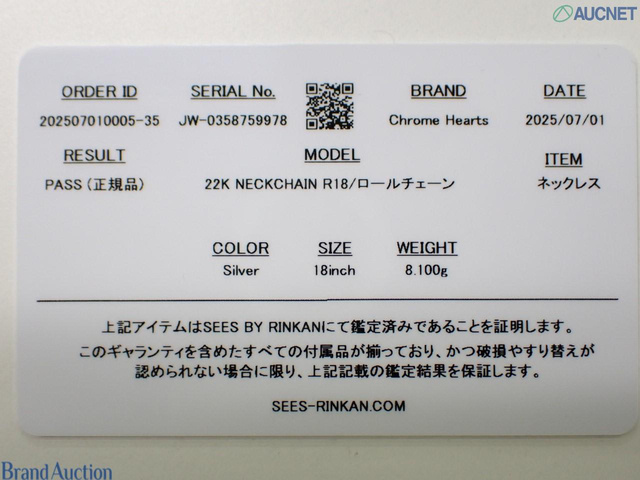 AUCNET
ORDER ID
202507010005-35
SERIAL No.
JW-0358759978
BRAND
Chrome Hearts
DATE
2025/07/01
RESULT
PASS（正規品）
MODEL
22K NECKCHAIN R18/ロールチェーン
ITEM
ネックレス
COLOR
Silver
SIZE
18inch
WEIGHT
8.100g
上記アイテムはSEES BY RINKANにて鑑定済みであることを証明します。
このギャランティを含めたすべての付属品が揃っており、かつ破損やすり替えが
認められない場合に限り、上記記載の鑑定結果を保証します。
SEES-RINKAN.COM
Brand Auction